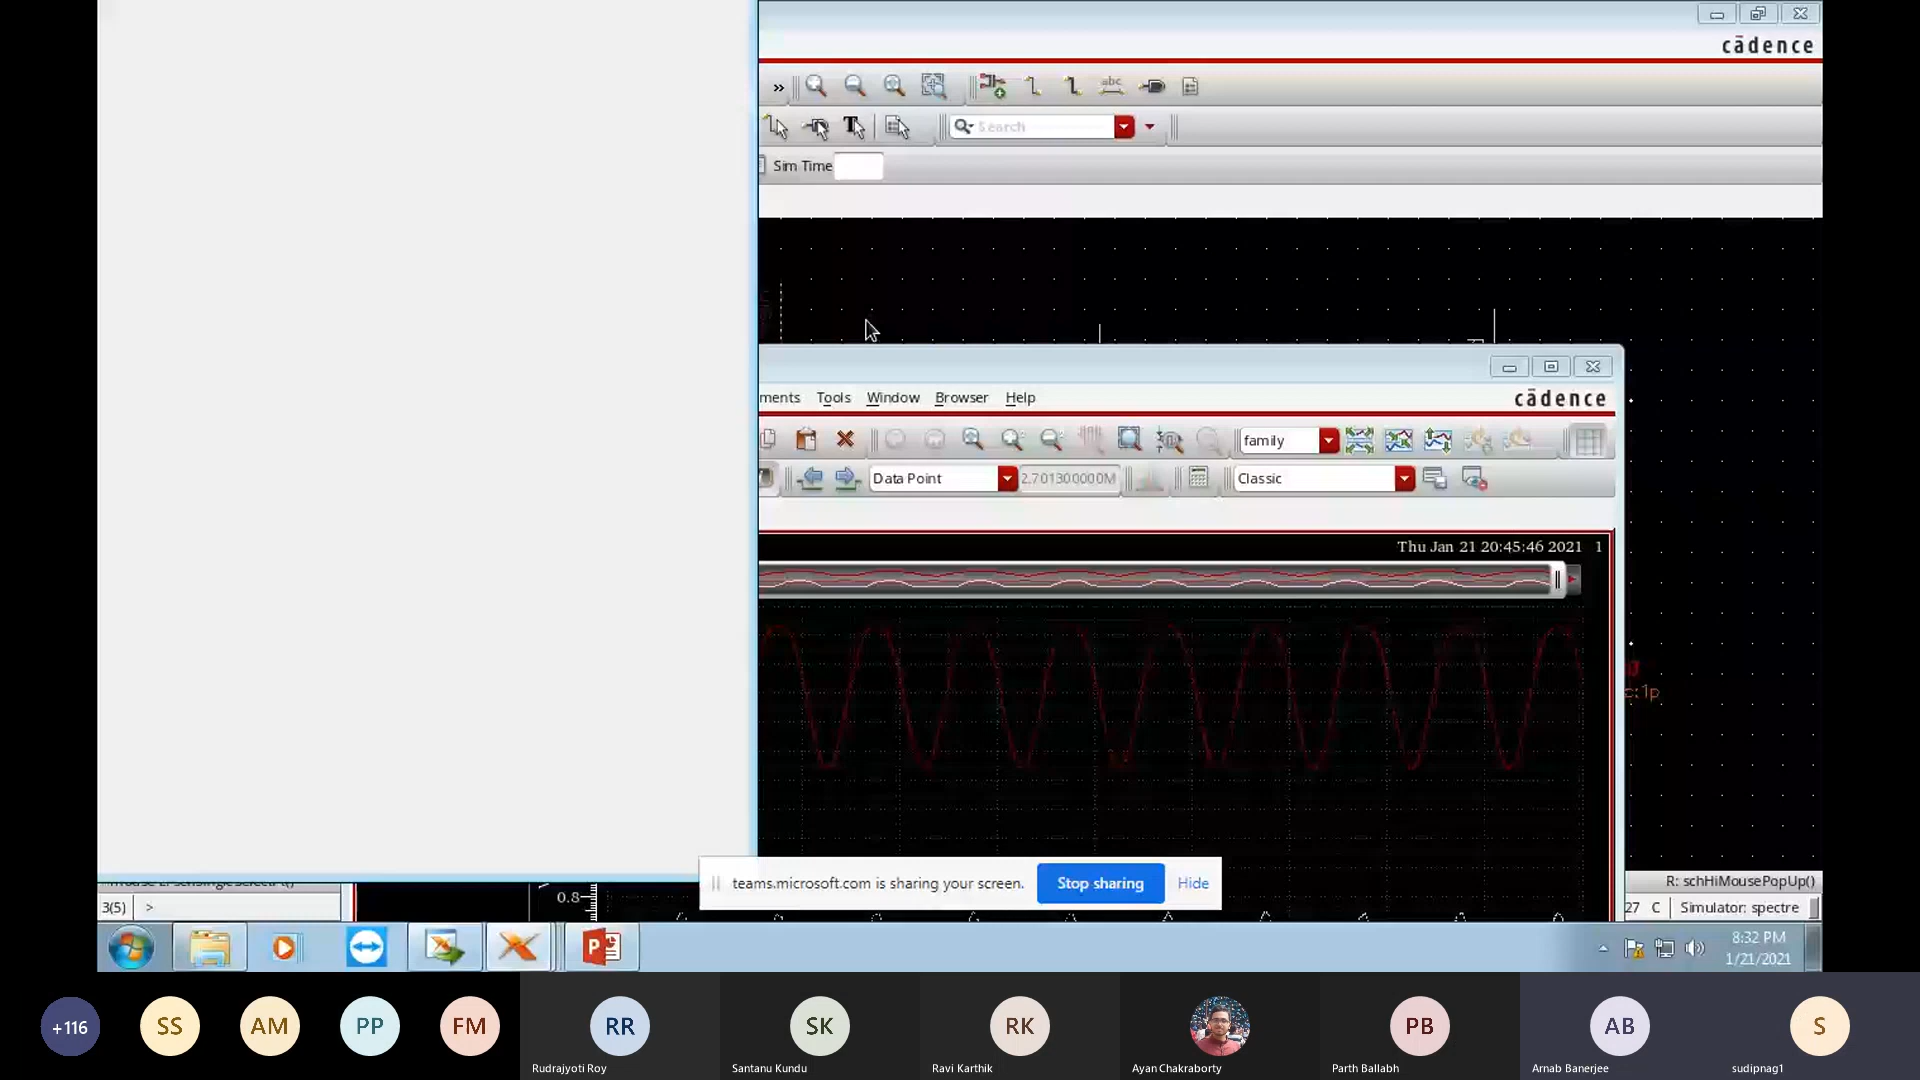 cādence
»
abc
T
Search
Sim Time
ments Tools Window Browser Help
cādence
family
Data Point
2.701300000M
Classic
Thu Jan 21 20:45:46 2021 1
c:1p
teams.microsoft.com is sharing your screen.
Stop sharing
Hide
R: schHiMousePopUp()
3(5) >
0.8
27 C Simulator: spectre
8:32 PM
1/21/2021
+116
SS
AM
PP
FM
RR
SK
RK
PB
AB
S
Rudrajyoti Roy
Santanu Kundu
Ravi Karthik
Ayan Chakraborty
Parth Ballabh
Arnab Banerjee
sudipnag1